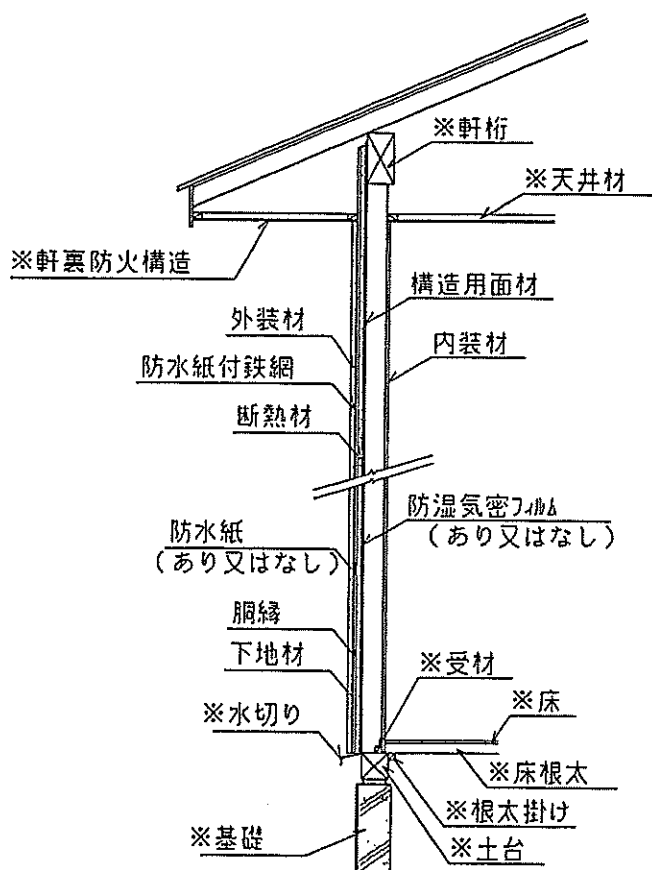 ※軒桁
※天井材
※軒裏防火構造
構造用面材
外装材
内装材
防水紙付鉄網
断熱材
防水紙
(あり又はなし)
防湿気密フィルム
(あり又はなし)
胴縁
下地材
※受材
※水切り
※床
※床根太
※根太掛け
※基礎
※土台